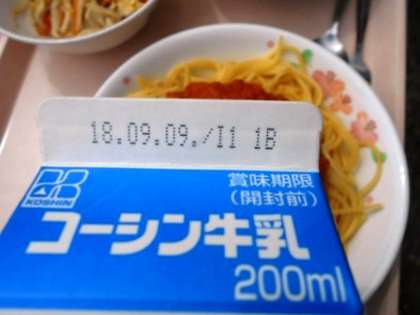 18.09.09./I1 1B
KOSHIN
賞味期限
(開封前)
コーシン牛乳
200ml